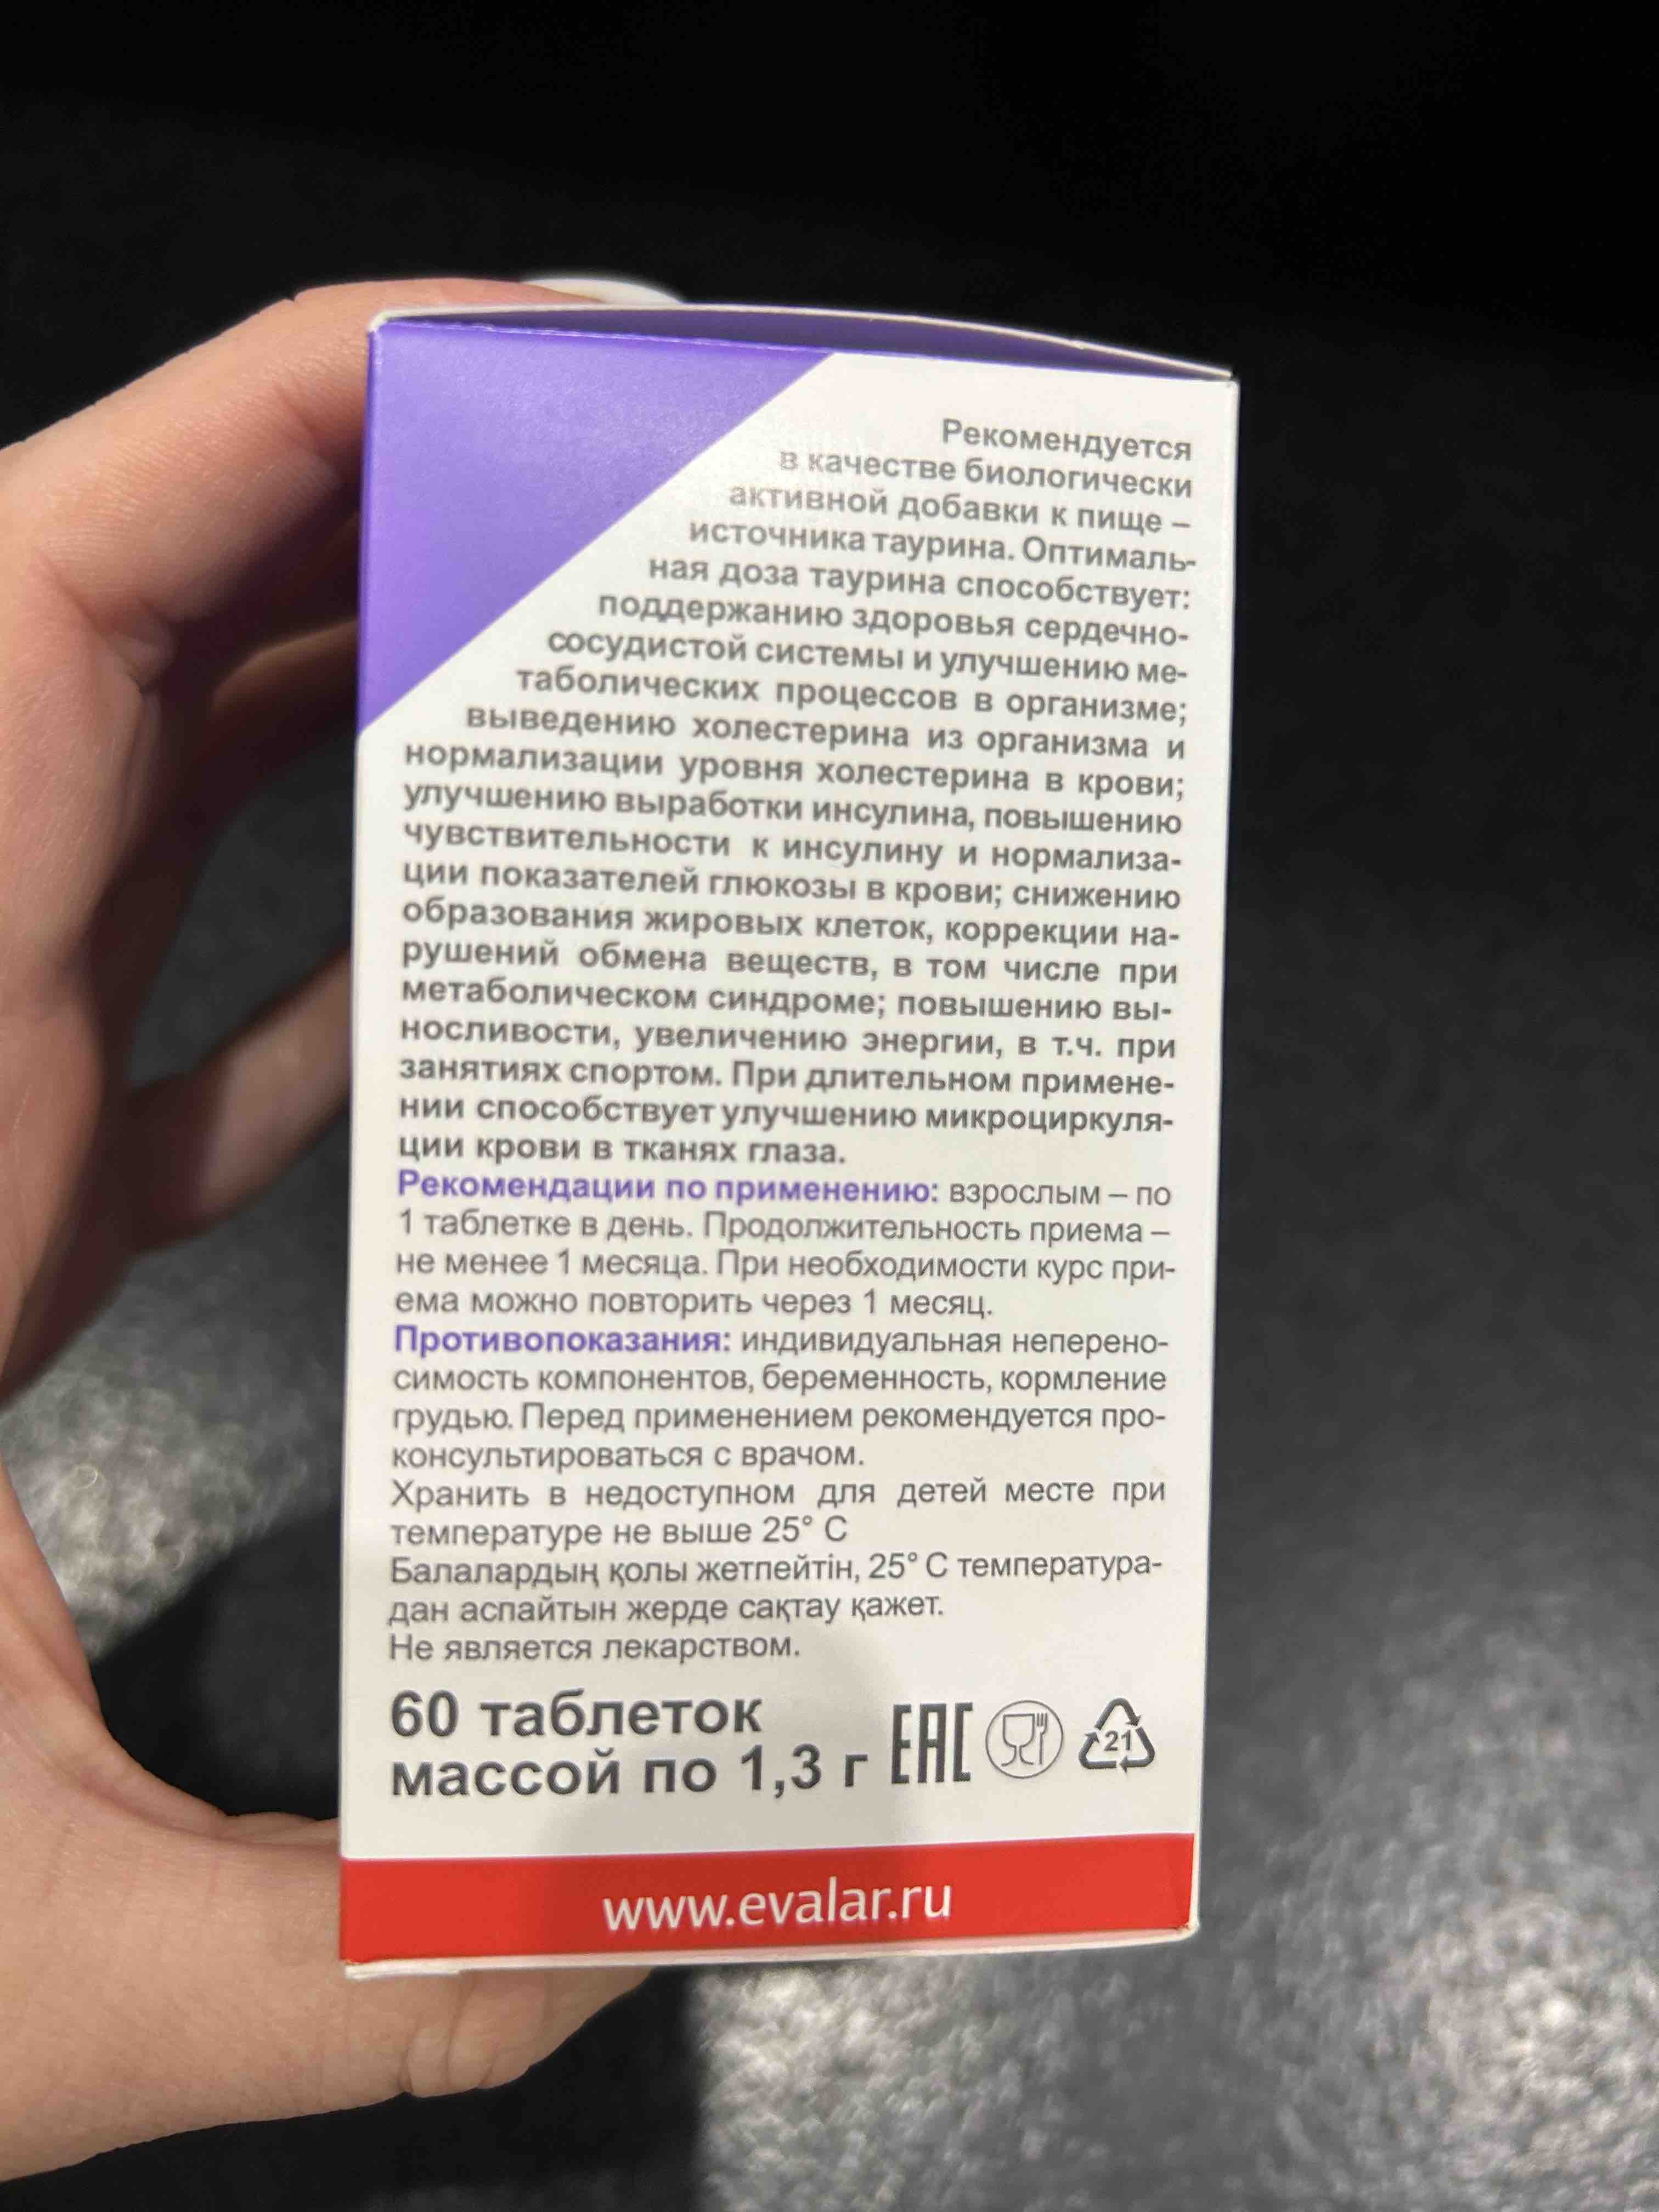 Рекомендуется
в качестве биологически
активной добавки к пище –
источника таурина. Оптималь-
ная доза таурина способствует:
поддержанию здоровья сердечно-
сосудистой системы и улучшению ме-
таболических процессов в организме;
выведению холестерина из организма и
нормализации уровня холестерина в крови;
улучшению выработки инсулина, повышению
чувствительности к инсулину и нормализа-
ции показателей глюкозы в крови; снижению
образования жировых клеток, коррекции на-
рушений обмена веществ, в том числе при
метаболическом синдроме; повышению вы-
носливости, увеличению энергии, в т.ч. при
занятиях спортом. При длительном примене-
нии способствует улучшению микроциркуля-
ции крови в тканях глаза.
Рекомендации по применению: взрослым – по
1 таблетке в день. Продолжительность приема –
не менее 1 месяца. При необходимости курс при-
ема можно повторить через 1 месяц.
Противопоказания: индивидуальная неперено-
симость компонентов, беременность, кормление
грудью. Перед применением рекомендуется про-
консультироваться с врачом.
Хранить в недоступном для детей месте при
температуре не выше 25° С
Балалардың қолы жетпейтін, 25° С температура-
дан аспайтын жерде сақтау қажет.
Не является лекарством.
60 таблеток
массой по 1,3 г
EAC
21
www.evalar.ru